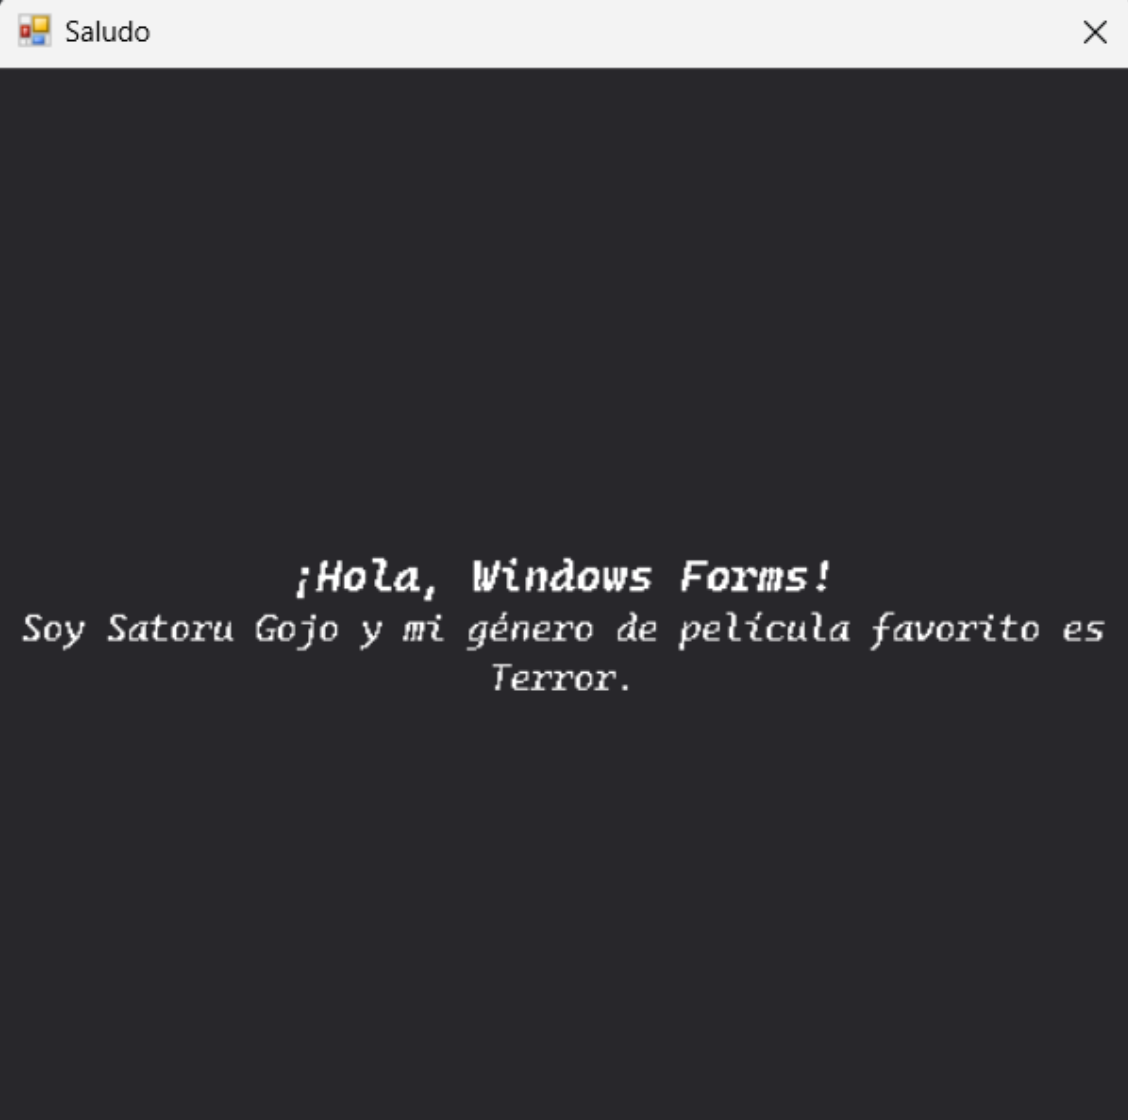 Saludo
¡Hola, Windows Forms!
Soy Satoru Gojo y mi género de película favorito es
Terror.